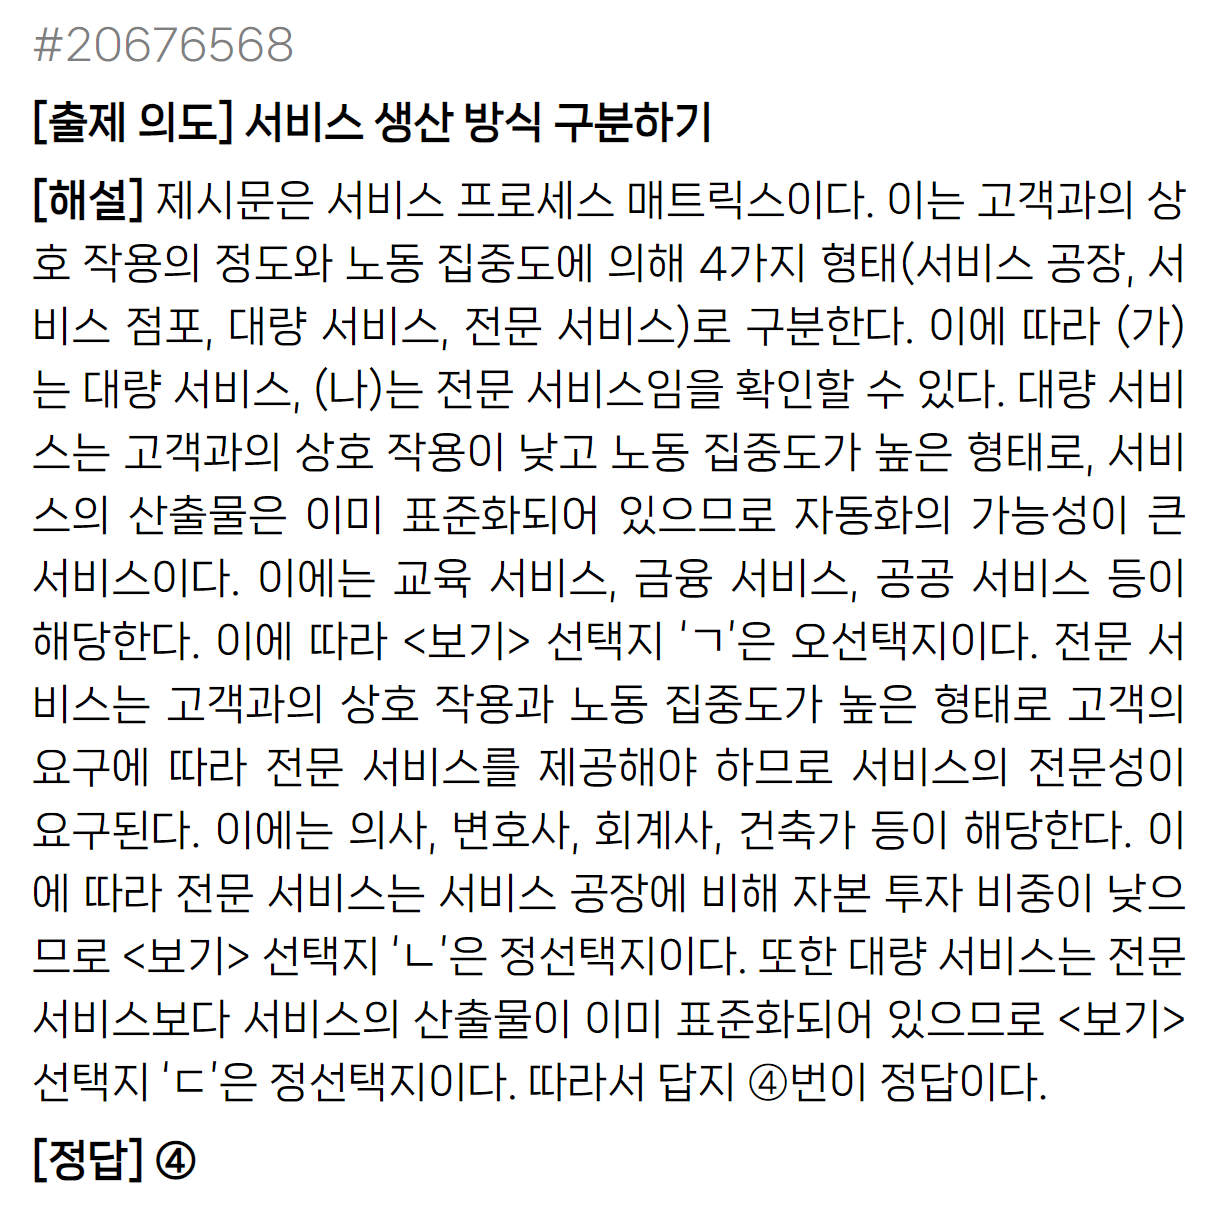 #20676568
[출제 의도] 서비스 생산 방식 구분하기
[해설] 제시문은 서비스 프로세스 매트릭스이다. 이는 고객과의 상
호 작용의 정도와 노동 집중도에 의해 4가지 형태(서비스 공장, 서
비스 점포, 대량 서비스, 전문 서비스)로 구분한다. 이에 따라 (가)
는 대량 서비스, (나)는 전문 서비스임을 확인할 수 있다. 대량 서비
스는 고객과의 상호 작용이 낮고 노동 집중도가 높은 형태로, 서비
스의 산출물은 이미 표준화되어 있으므로 자동화의 가능성이 큰
서비스이다. 이에는 교육 서비스, 금융 서비스, 공공 서비스 등이
해당한다. 이에 따라 <보기> 선택지 ‘ㄱ’은 오선택지이다. 전문 서
비스는 고객과의 상호 작용과 노동 집중도가 높은 형태로 고객의
요구에 따라 전문 서비스를 제공해야 하므로 서비스의 전문성이
요구된다. 이에는 의사, 변호사, 회계사, 건축가 등이 해당한다. 이
에 따라 전문 서비스는 서비스 공장에 비해 자본 투자 비중이 낮으
므로 <보기> 선택지 ‘ㄴ’은 정선택지이다. 또한 대량 서비스는 전문
서비스보다 서비스의 산출물이 이미 표준화되어 있으므로 <보기>
선택지 ‘ㄷ’은 정선택지이다. 따라서 답지 ④번이 정답이다.
[정답] ④